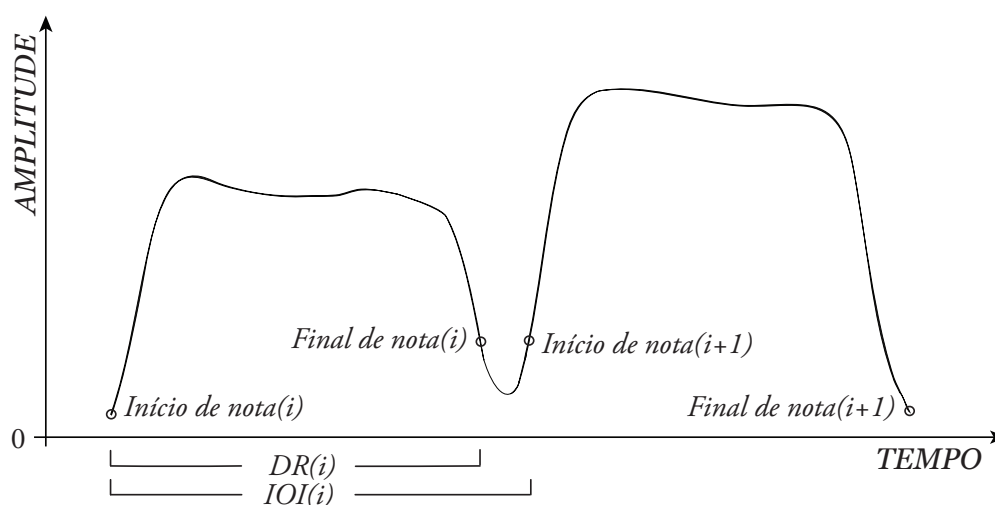 AMPLITUDE
Final de nota(i)
Início de nota(i+1)
Início de nota(i)
Final de nota(i+1)
0
TEMPO
DR(i)
IOI(i)